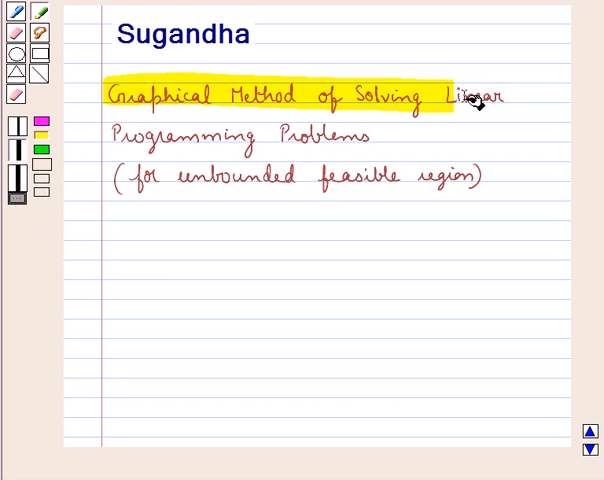 Sugandha
Graphical Method of Solving Linear
Programming Problems
(for unbounded feasible region)